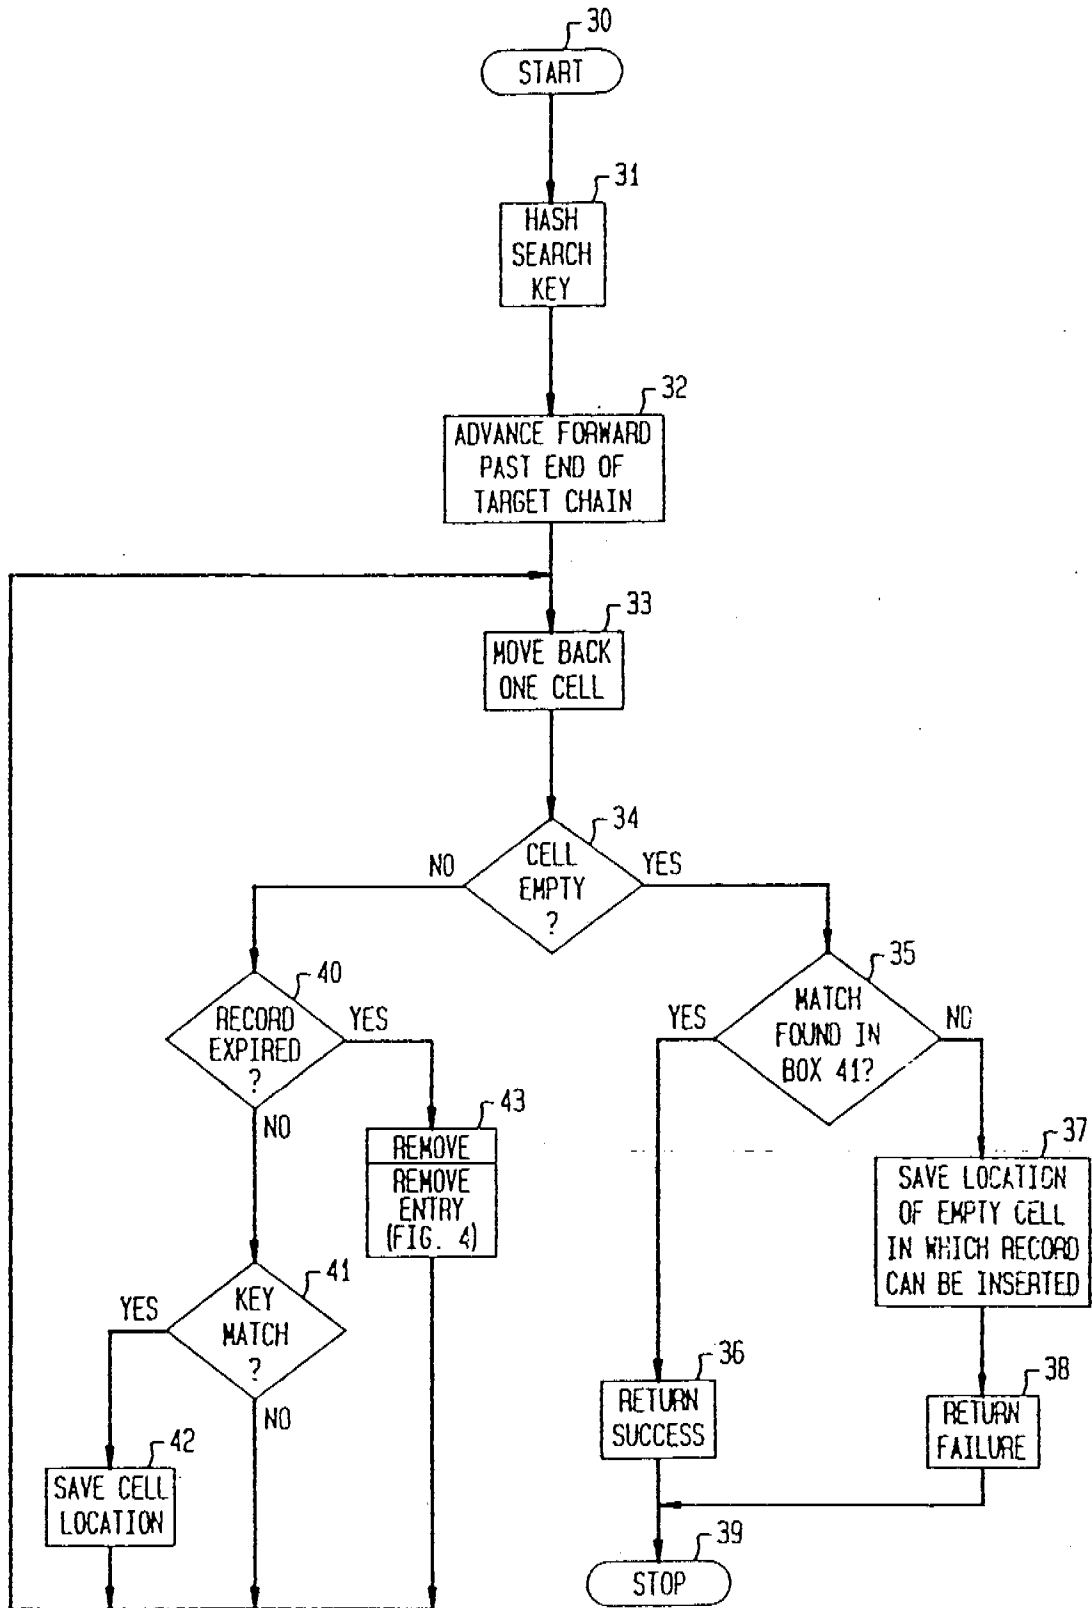 30
START
31
HASH
SEARCH
KEY
32
ADVANCE FORWARD
PAST END OF
TARGET CHAIN
33
MOVE BACK
ONE CELL
34
NO
CELL
EMPTY
?
YES
40
RECORD
EXPIRED
?
YES
NO
35
YES
MATCH
FOUND IN
BOX 41?
NO
43
REMOVE
REMOVE
ENTRY
(FIG. 4)
37
SAVE LOCATION
OF EMPTY CELL
IN WHICH RECORD
CAN BE INSERTED
41
YES
KEY
MATCH
?
NO
36
RETURN
SUCCESS
38
RETURN
FAILURE
42
SAVE CELL
LOCATION
39
STOP